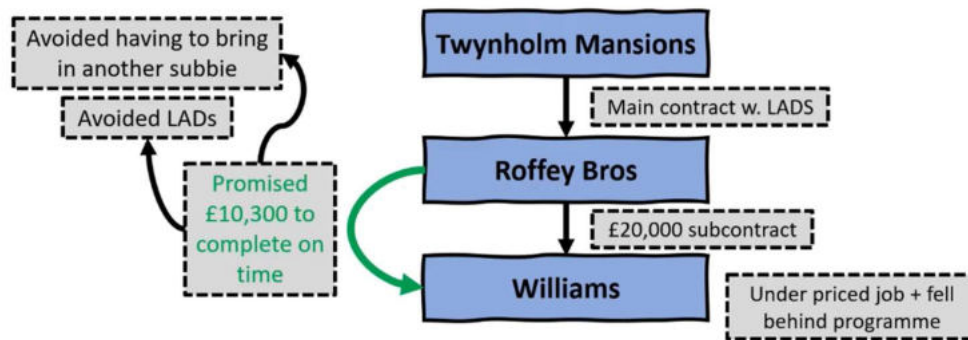 Avoided having to bring
in another subbie
Avoided LADs
Promised
£10,300 to
complete on
time
Twynholm Mansions
Main contract w. LADS
Roffey Bros
£20,000 subcontract
Williams
Under priced job + fell
behind programme